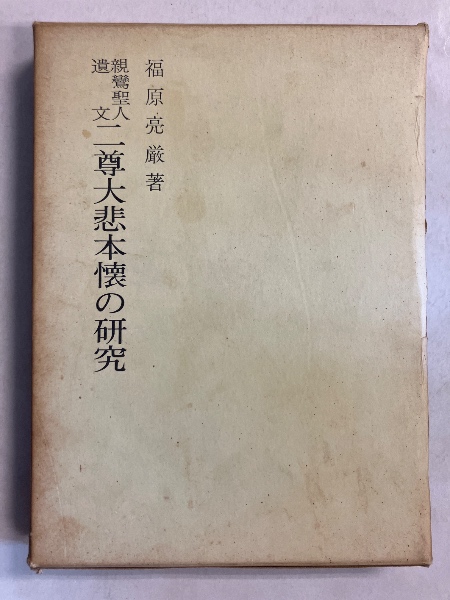 福原亮厳著
親鸞聖人
遺文
二尊大悲本懐の研究